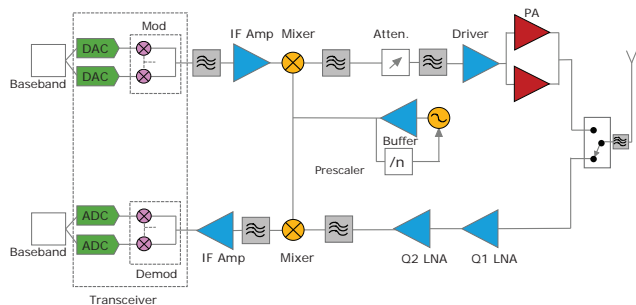 Mod
IF Amp
Mixer
Atten.
Driver
PA
DAC
DAC
Baseband
Buffer
/n
Prescaler
ADC
ADC
Baseband
Demod
IF Amp
Mixer
Q2 LNA
Q1 LNA
Transceiver